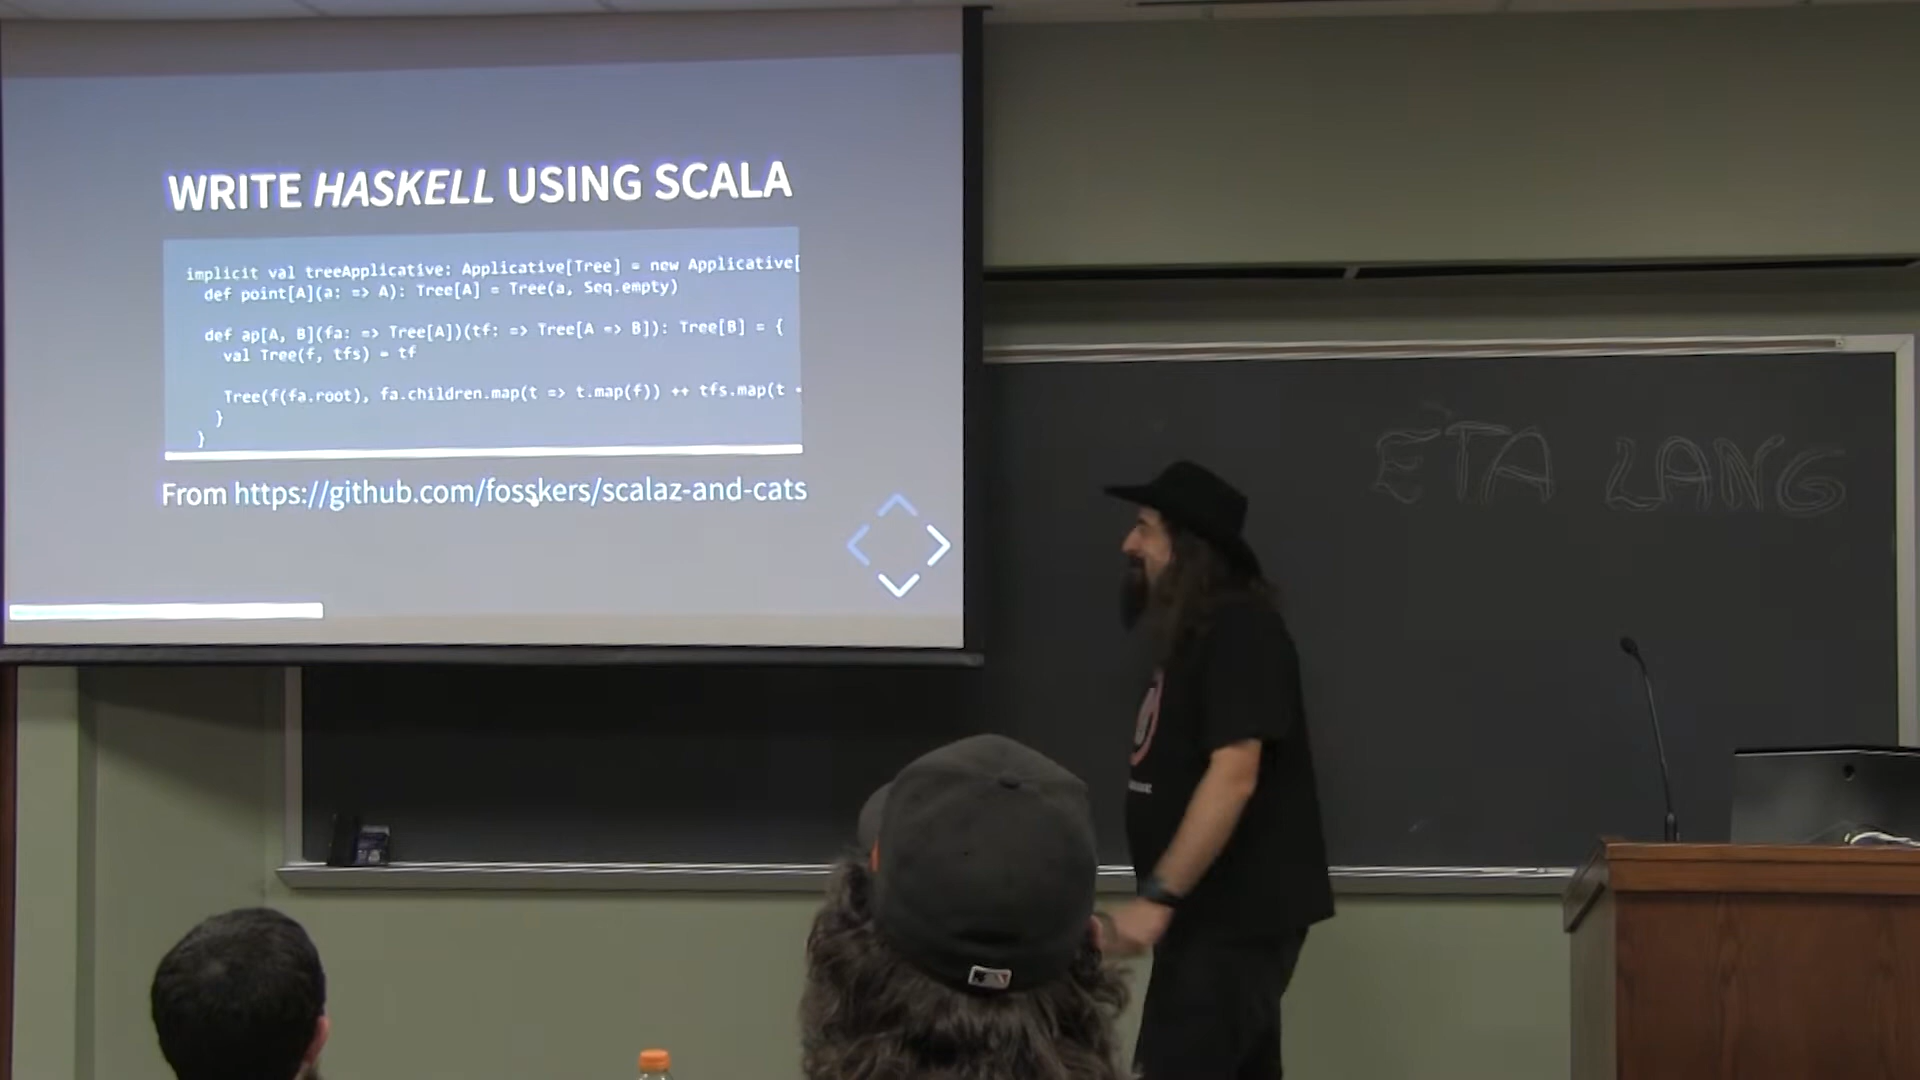 WRITE HASKELL USING SCALA
implicit val treeApplicative: Applicative[Tree] = new Applicative[
def point[A](a: => A): Tree[A] = Tree(a, Seq.empty)
def ap[A, B](fa: => Tree[A])(tf: => Tree[A => B]): Tree[B] = {
val Tree(f, tfs) = tf
Tree(f(fa.root), fa.children.map(t => t.map(f)) ++ tfs.map(t
}
}
From https://github.com/fosskers/scalaz-and-cats
ETA LANG